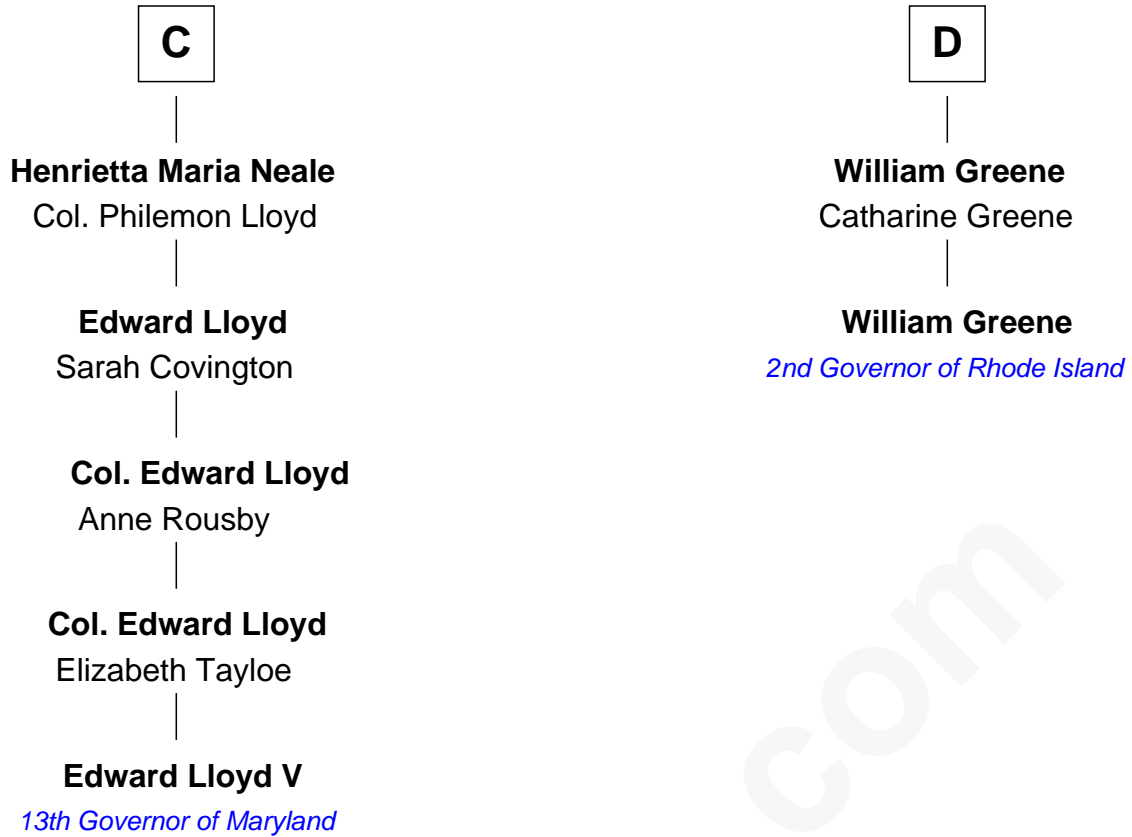 C
Henrietta Maria Neale
Col. Philemon Lloyd
Edward Lloyd
Sarah Covington
Col. Edward Lloyd
Anne Rousby
Col. Edward Lloyd
Elizabeth Tayloe
Edward Lloyd V
13th Governor of Maryland
D
William Greene
Catharine Greene
William Greene
2nd Governor of Rhode Island
com